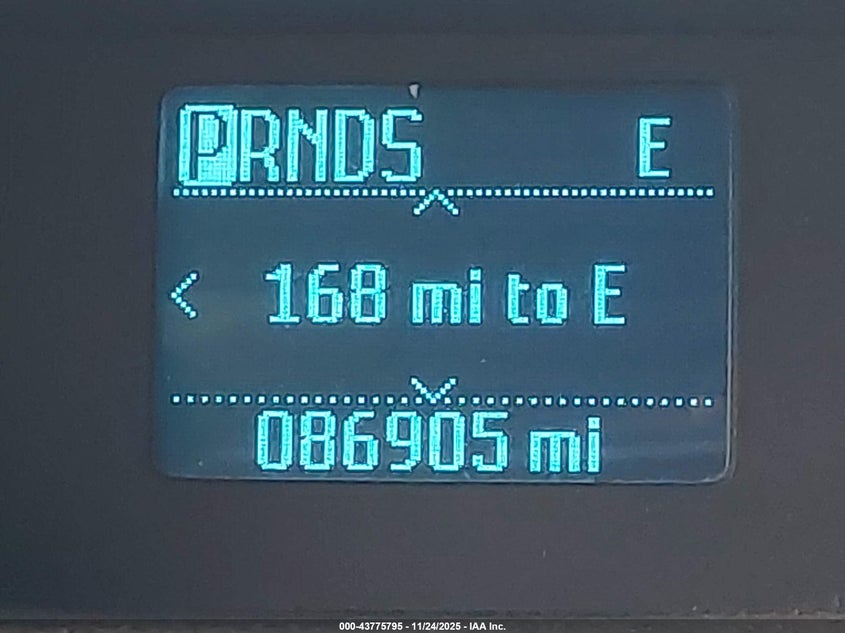 PRNDS E
< 168 mi to E
086905 mi
000-43775795 - 11/24/2025 - IAA Inc.